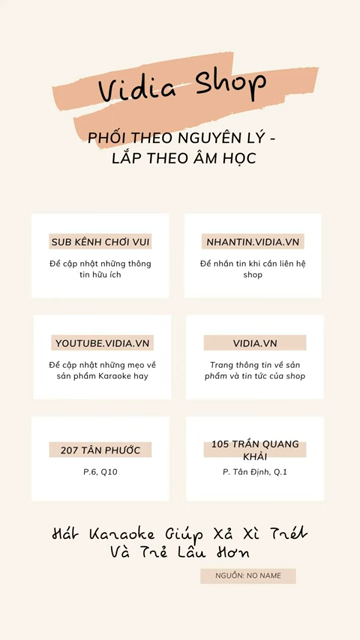 Vidia Shop
PHỐI THEO NGUYÊN LÝ -
LẮP THEO ÂM HỌC
SUB KÊNH CHƠI VUI
Để cập nhật những thông
tin hữu ích
NHANTIN.VIDIA.VN
Để nhắn tin khi cần liên hệ
shop
YOUTUBE.VIDIA.VN
Để cập nhật những mẹo về
sản phẩm Karaoke hay
VIDIA.VN
Trang thông tin về sản
phẩm và tin tức của shop
207 TÂN PHƯỚC
P.6, Q10
105 TRẦN QUANG
KHẢI
P. Tân Định, Q.1
Hát Karaoke Giúp Xả Xì Trét
Và Trẻ Lâu Hơn
NGUỒN: NO NAME